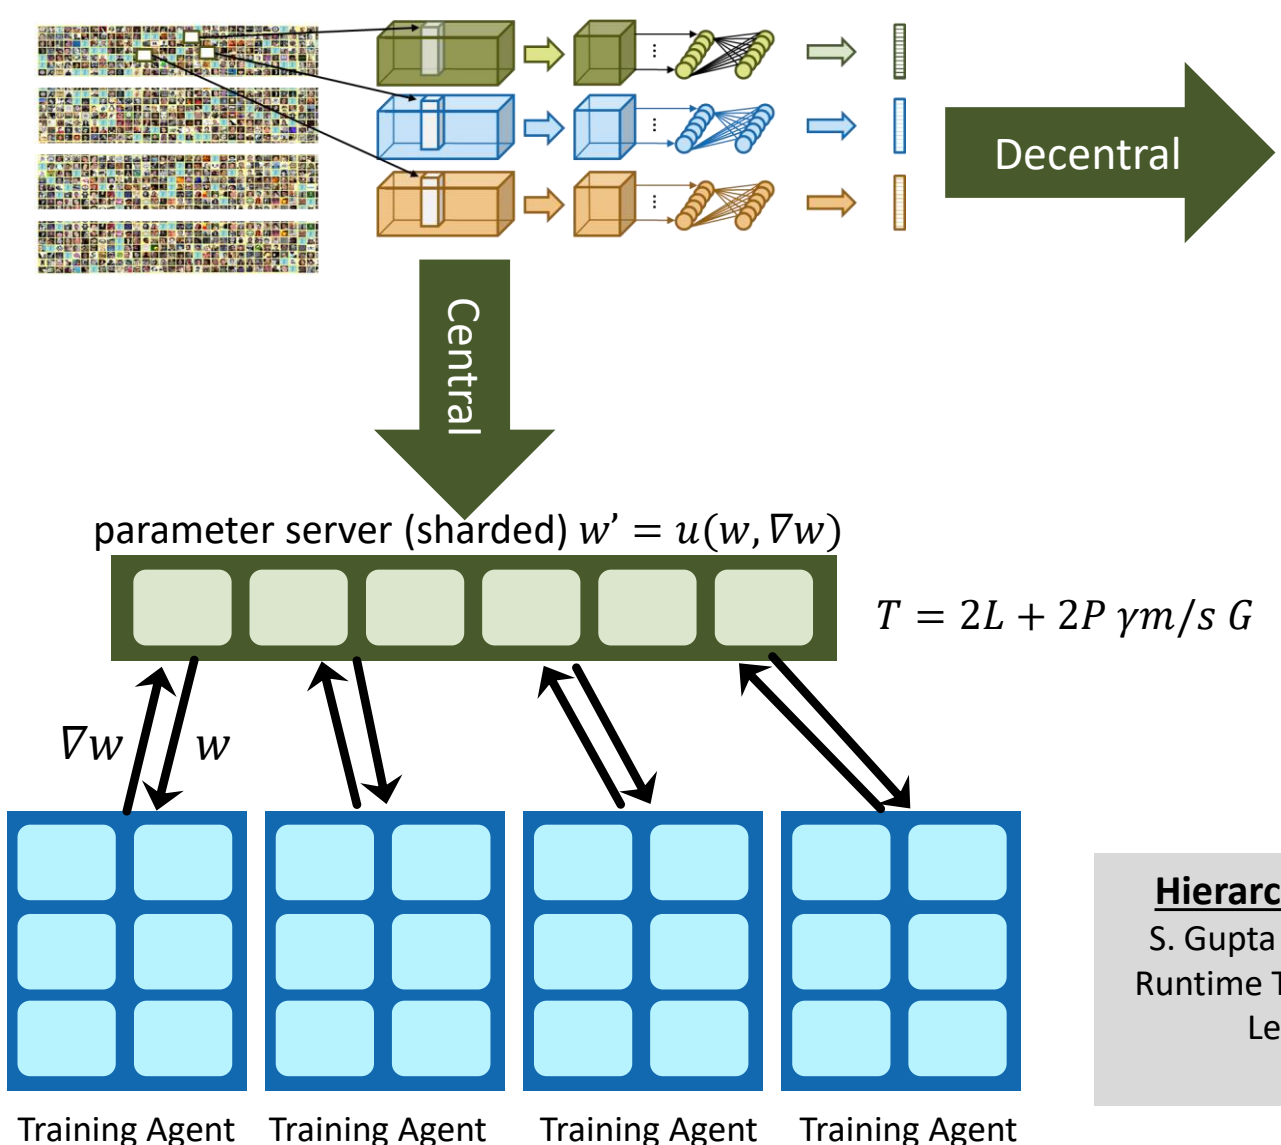 Decentral
Central
parameter server (sharded) w’ = u(w, ∇w)
T = 2L + 2P γm/s G
∇w
w
Hierarc
S. Gupta
Runtime T
Le
Training Agent
Training Agent
Training Agent
Training Agent